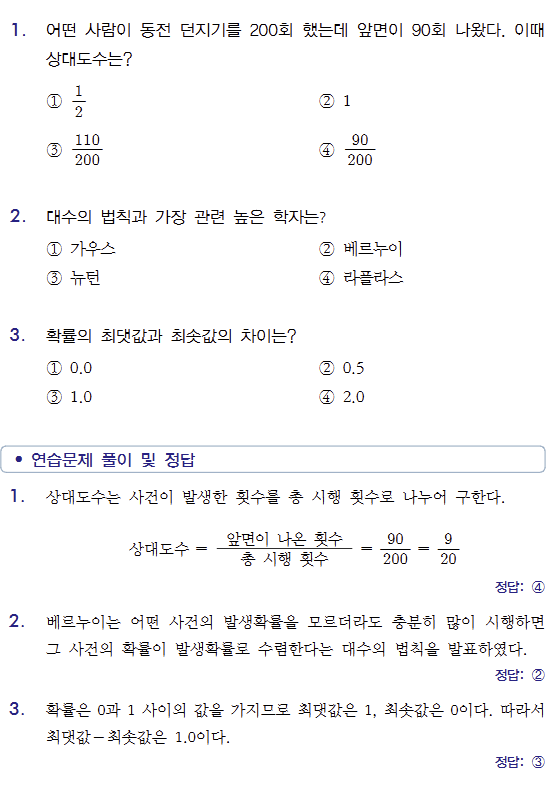 1. 어떤 사람이 동전 던지기를 200회 했는데 앞면이 90회 나왔다. 이때
상대도수는?
① 1/2 ② 1
③ 110/200 ④ 90/200
2. 대수의 법칙과 가장 관련 높은 학자는?
① 가우스 ② 베르누이
③ 뉴턴 ④ 라플라스
3. 확률의 최댓값과 최솟값의 차이는?
① 0.0 ② 0.5
③ 1.0 ④ 2.0
• 연습문제 풀이 및 정답
1. 상대도수는 사건이 발생한 횟수를 총 시행 횟수로 나누어 구한다.
상대도수 = 앞면이 나온 횟수/총 시행 횟수 = 90/200 = 9/20
정답: ④
2. 베르누이는 어떤 사건의 발생확률을 모르더라도 충분히 많이 시행하면
그 사건의 확률이 발생확률로 수렴한다는 대수의 법칙을 발표하였다.
정답: ②
3. 확률은 0과 1 사이의 값을 가지므로 최댓값은 1, 최솟값은 0이다. 따라서
최댓값-최솟값은 1.0이다.
정답: ③